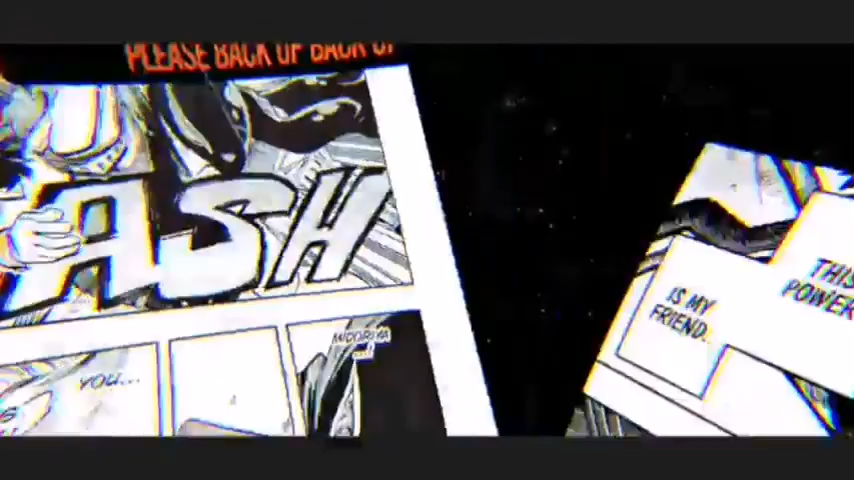 PLEASE BACK UP BACK UP
ASH
YOU...
MIDORIYA
IS MY
FRIEND.
THIS
POWER